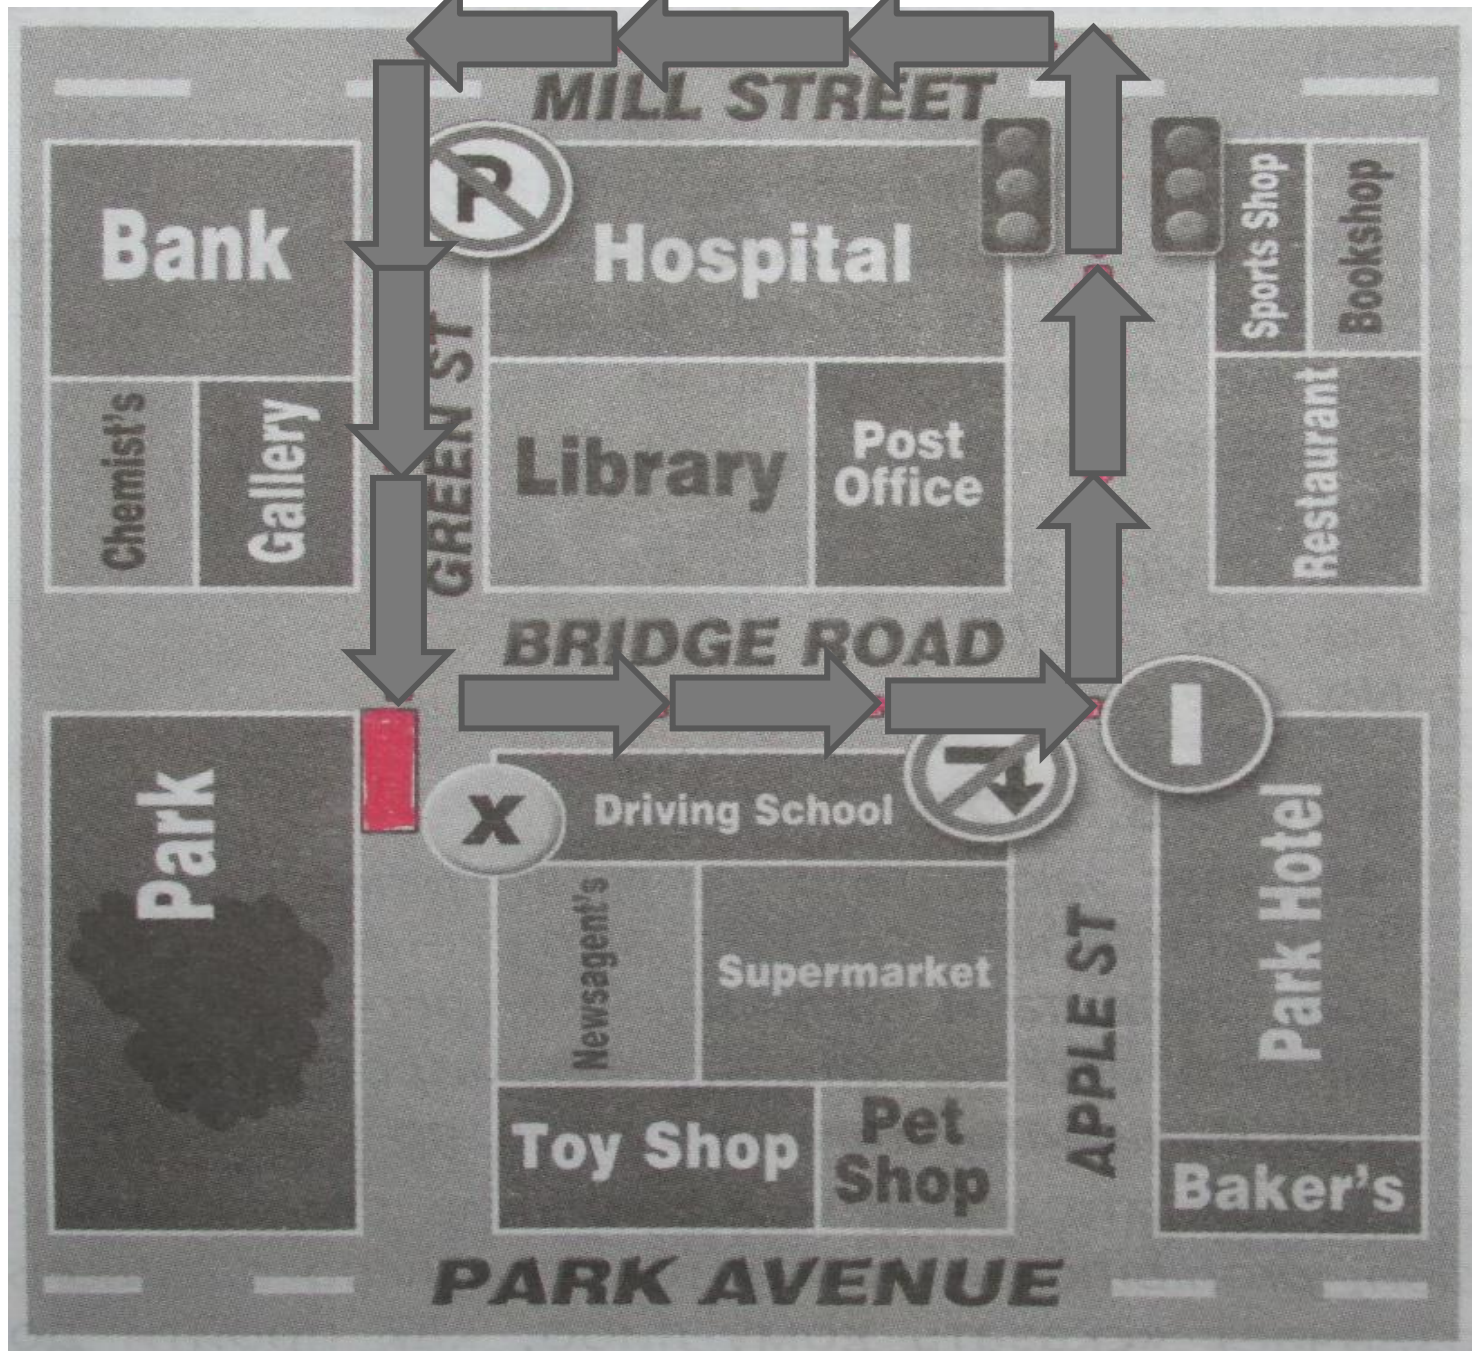 MILL STREET
P
Bank
Hospital
Sports Shop
Bookshop
GREEN ST
Chemist's
Gallery
Library
Post
Office
Restaurant
BRIDGE ROAD
Park
X
Driving School
Park Hotel
Newsagent's
Supermarket
APPLE ST
Toy Shop
Pet
Shop
Baker's
PARK AVENUE